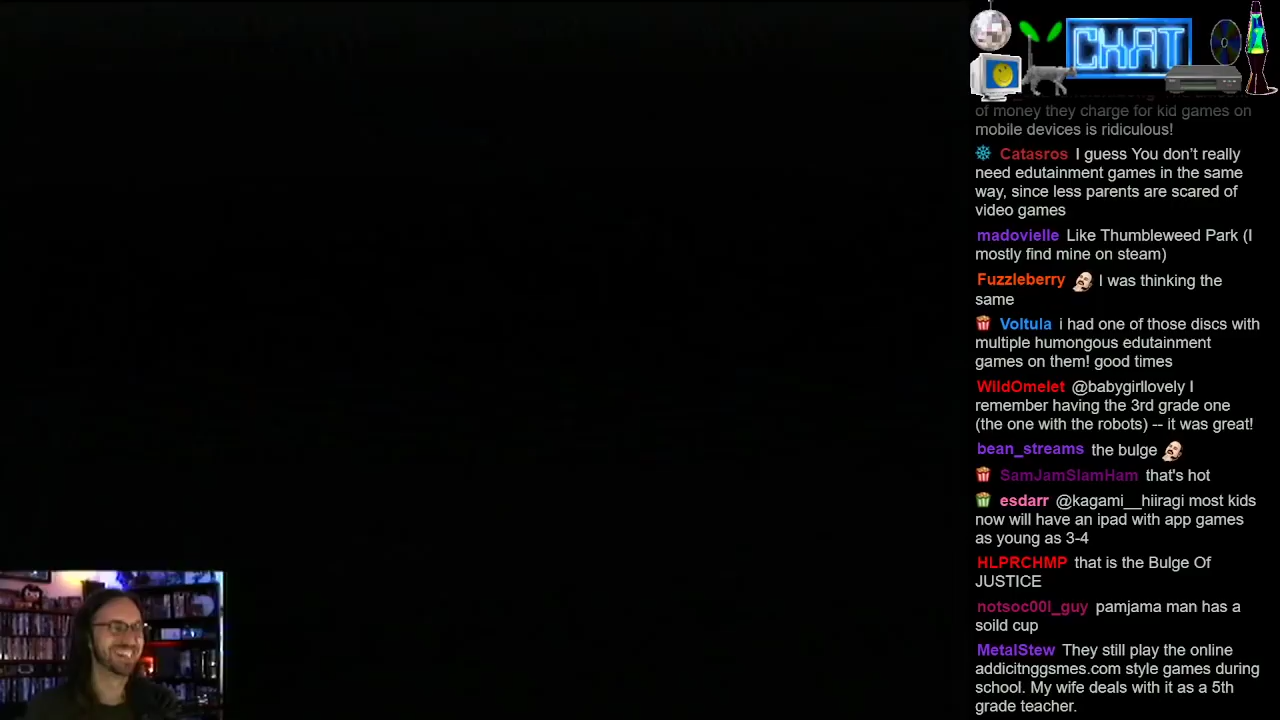 CHAT
of money they charge for kid games on
mobile devices is ridiculous!
Catasros I guess You don’t really
need edutainment games in the same
way, since less parents are scared of
video games
madovielle Like Thumbleweed Park (I
mostly find mine on steam)
Fuzzleberry I was thinking the
same
Voltula i had one of those discs with
multiple humongous edutainment
games on them! good times
WIldOmelet @babygirllovely I
remember having the 3rd grade one
(the one with the robots) -- it was great!
bean_streams the bulge
SamJamSlamHam that's hot
esdarr @kagami__hiiragi most kids
now will have an ipad with app games
as young as 3-4
HLPRCHMP that is the Bulge Of
JUSTICE
notsoc00l_guy pamjama man has a
soild cup
MetalStew They still play the online
addicitnggsmes.com style games during
school. My wife deals with it as a 5th
grade teacher.